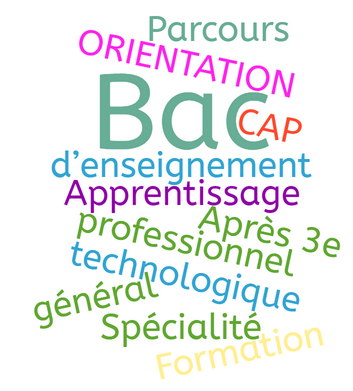 Parcours
ORIENTATION
Bac
CAP
d’enseignement
Apprentissage
Après 3e
professionnel
technologique
général
Spécialité
Formation